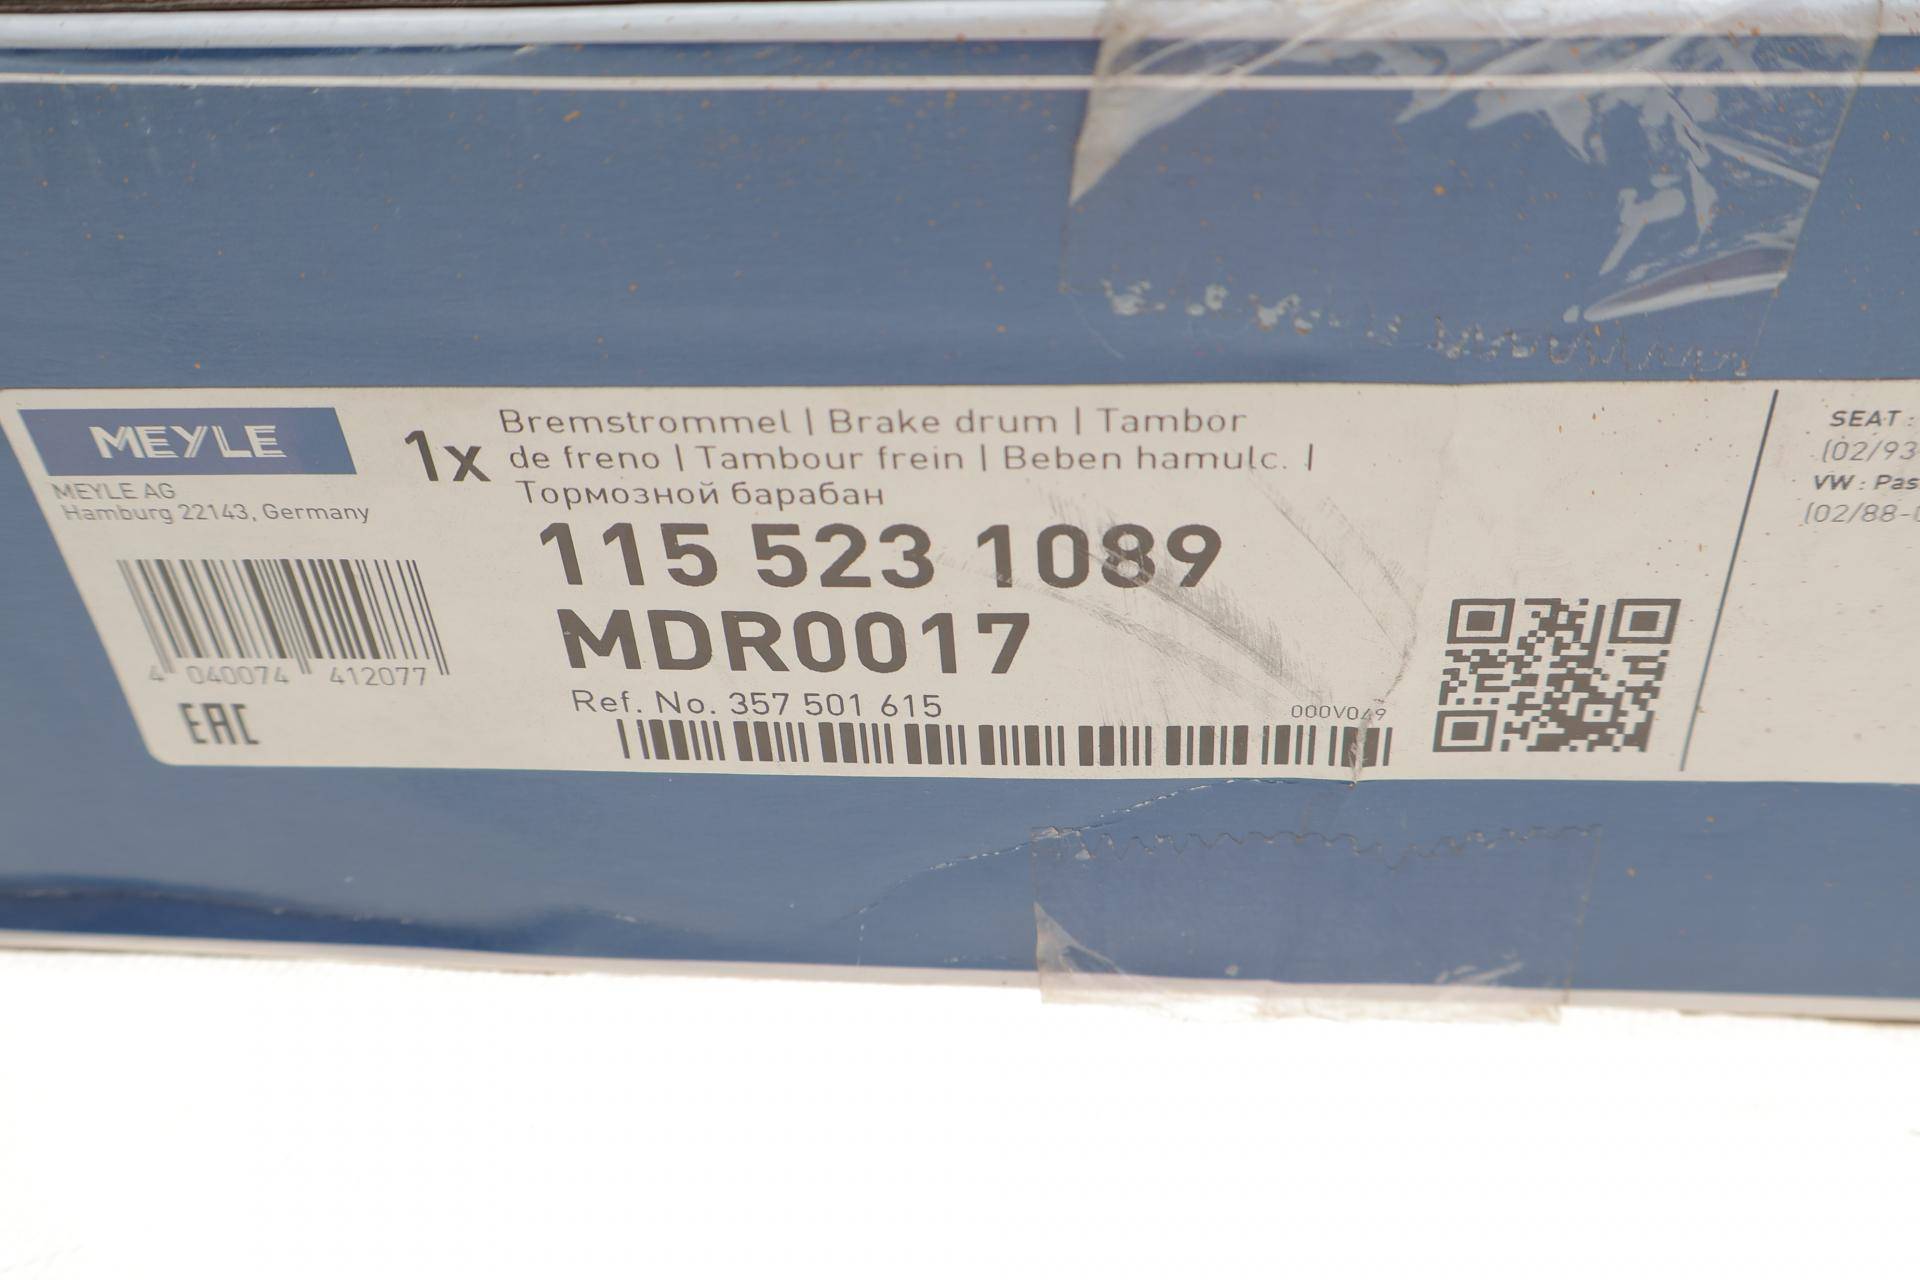 MEYLE
MEYLE AG
Hamburg 22143, Germany
4 040074 412077
EAC
1x
Bremstrommel | Brake drum | Tambor
de freno | Tambour frein | Beben hamulc. |
Тормозной барабан
115 523 1089
MDR0017
Ref. No. 357 501 615
000V049
SEAT :
(02/93-
VW : Pas
(02/88-